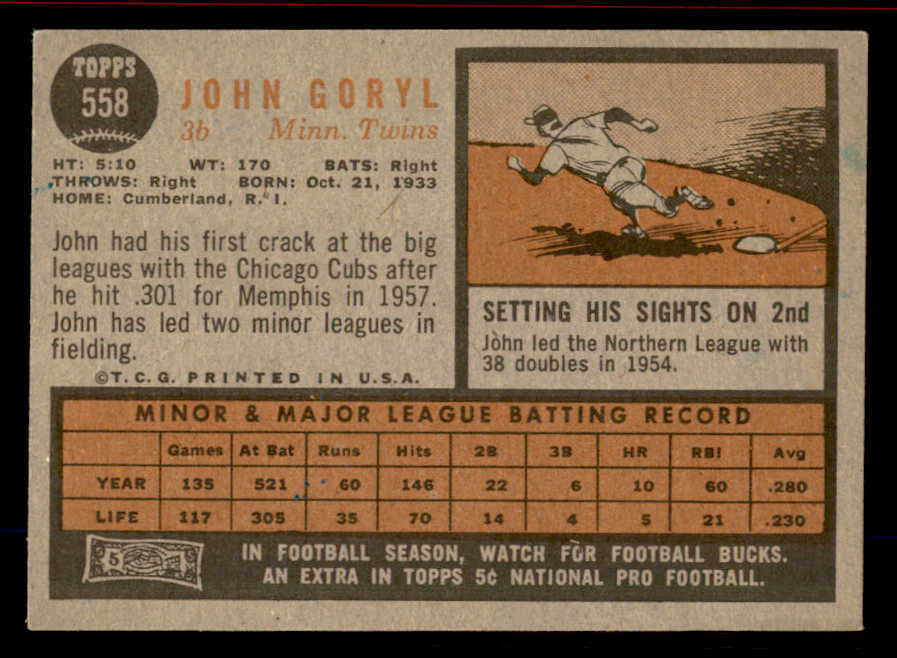 TOPPS
558
JOHN GORYL
3b Minn. Twins
HT: 5:10 WT: 170 BATS: Right
THROWS: Right BORN: Oct. 21, 1933
HOME: Cumberland, R. I.
John had his first crack at the big
leagues with the Chicago Cubs after
he hit .301 for Memphis in 1957.
John has led two minor leagues in
fielding.
©T.C.G. PRINTED IN U.S.A.
SETTING HIS SIGHTS ON 2nd
John led the Northern League with
38 doubles in 1954.
MINOR & MAJOR LEAGUE BATTING RECORD
Games At Bat Runs Hits 2B 3B HR RBI Avg
YEAR 135 521 60 146 22 6 10 60 .280
LIFE 117 305 35 70 14 4 5 21 .230
5
IN FOOTBALL SEASON, WATCH FOR FOOTBALL BUCKS.
AN EXTRA IN TOPPS 5¢ NATIONAL PRO FOOTBALL.